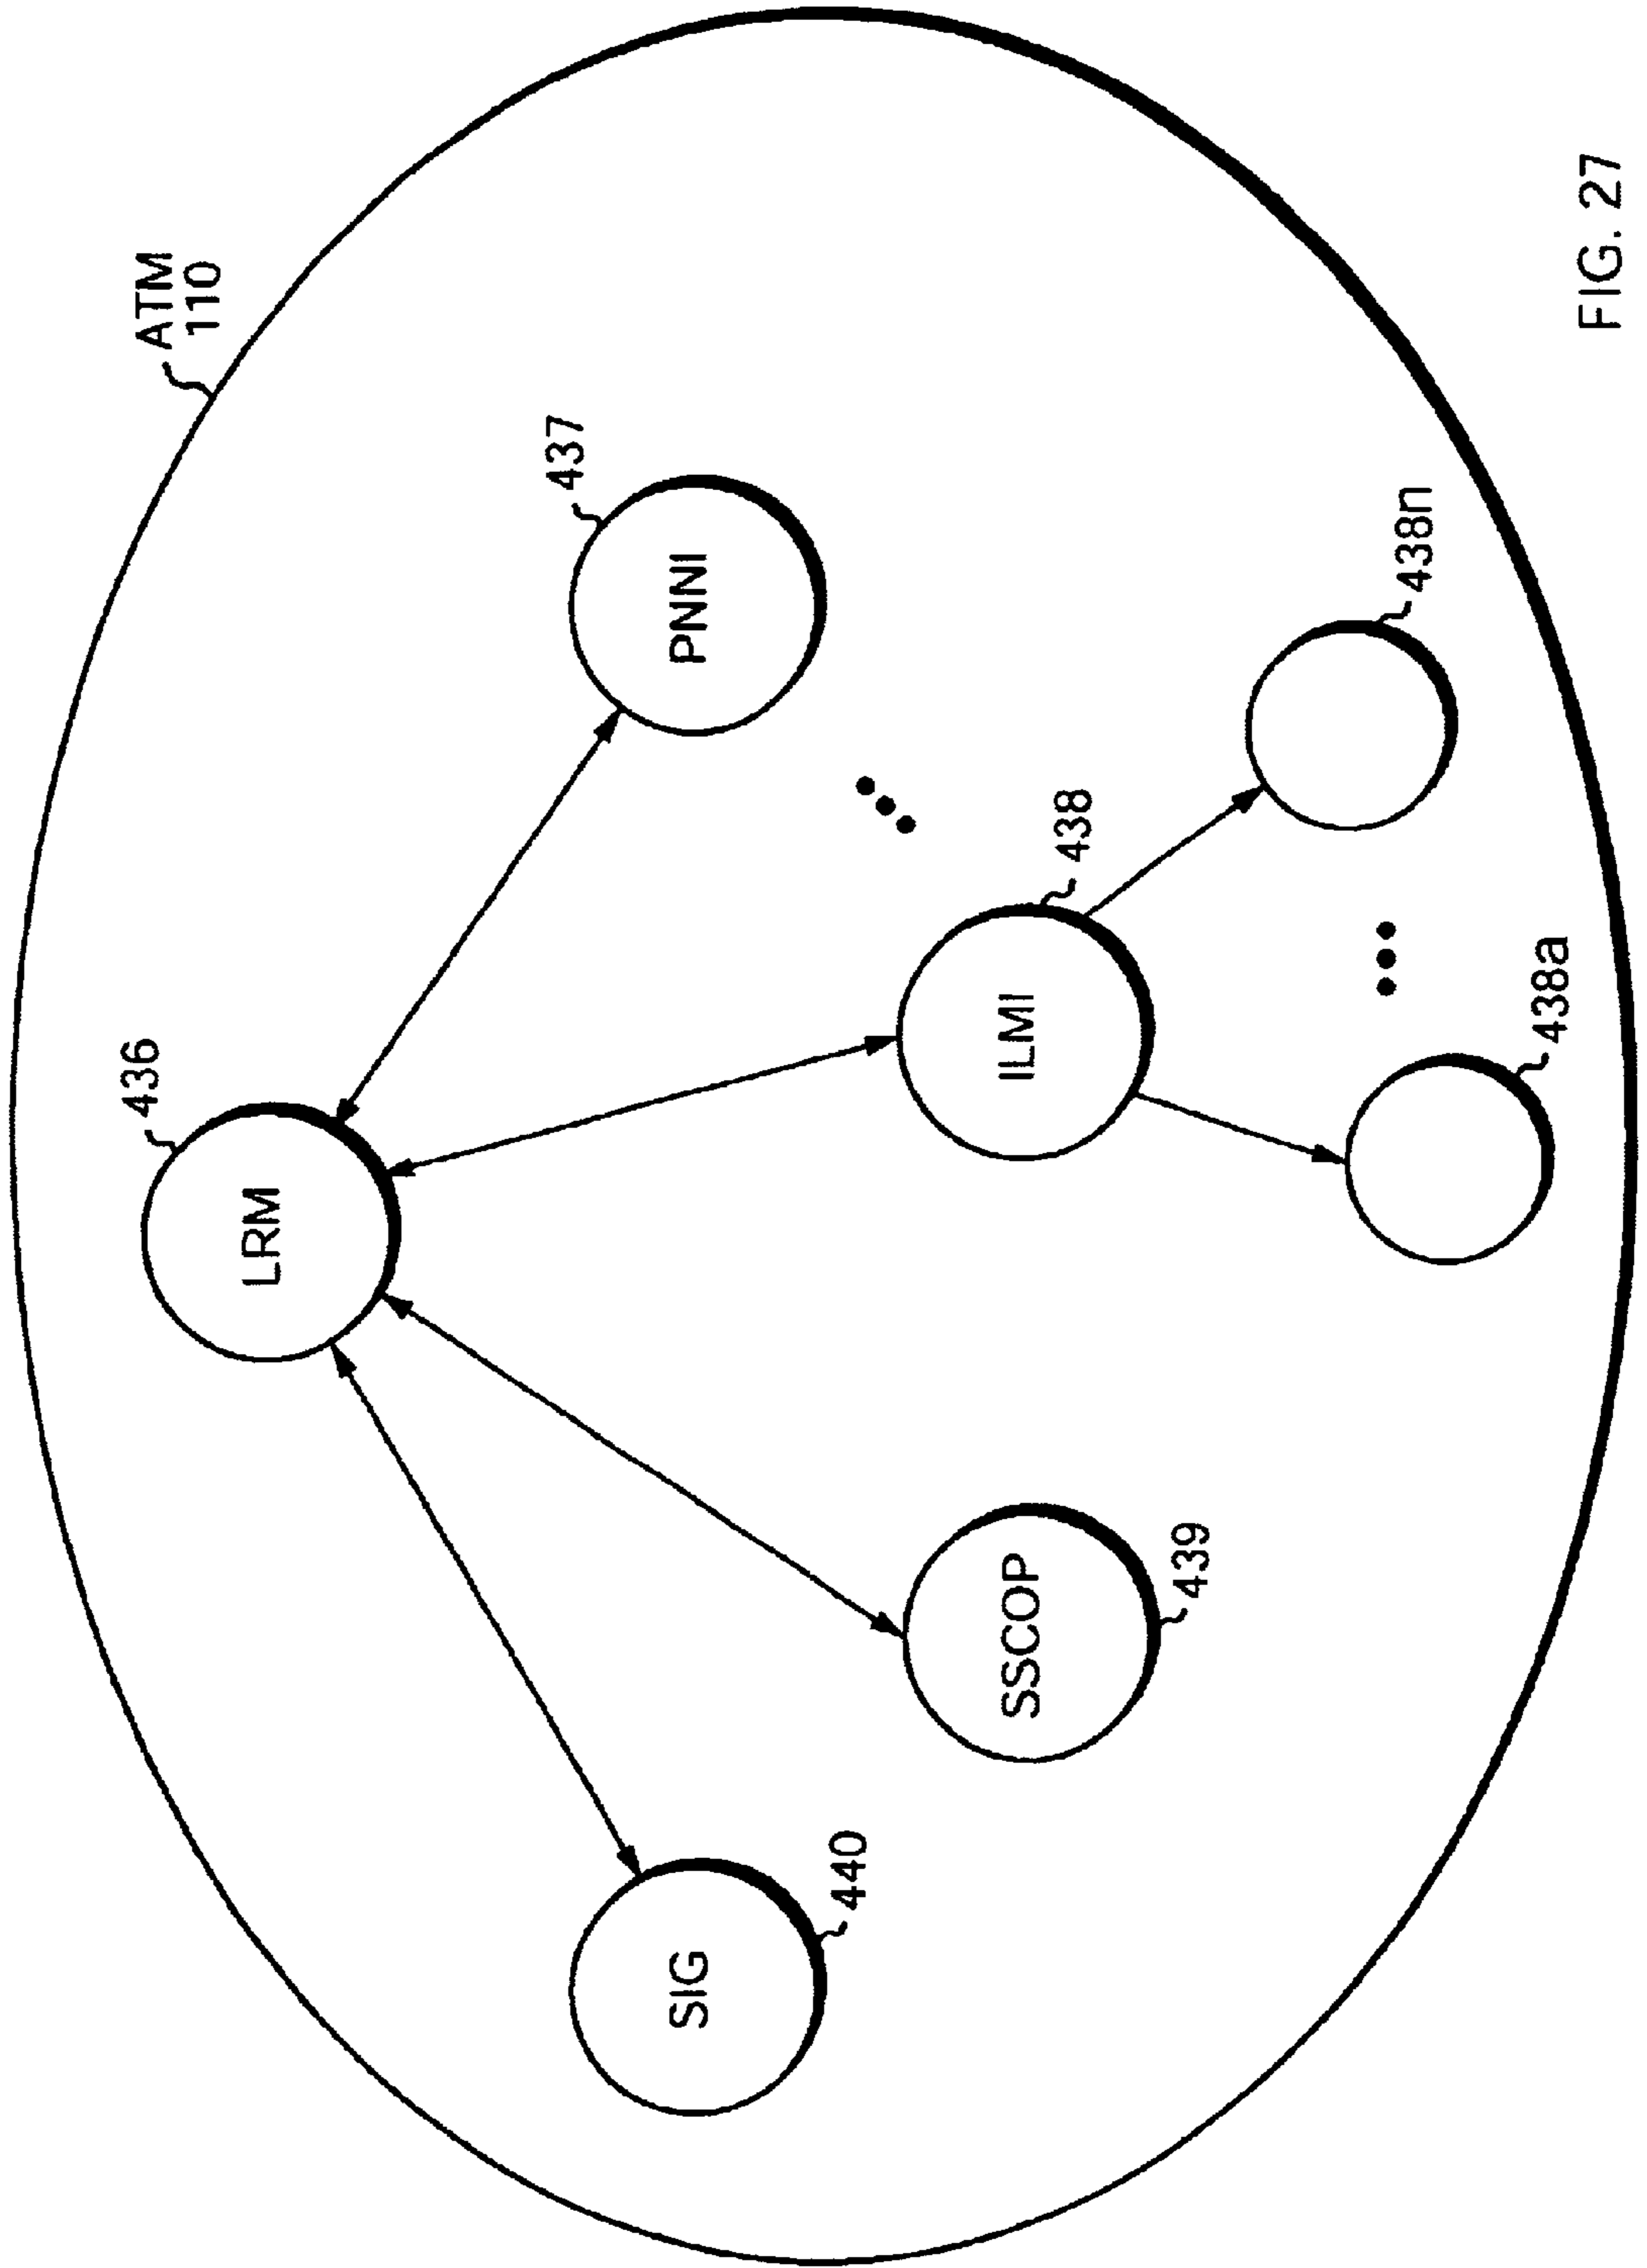 ATM
110
436
LRM
437
PNNI
SIG
440
438
ILMI
SSCOP
439
438n
438a
FIG. 27